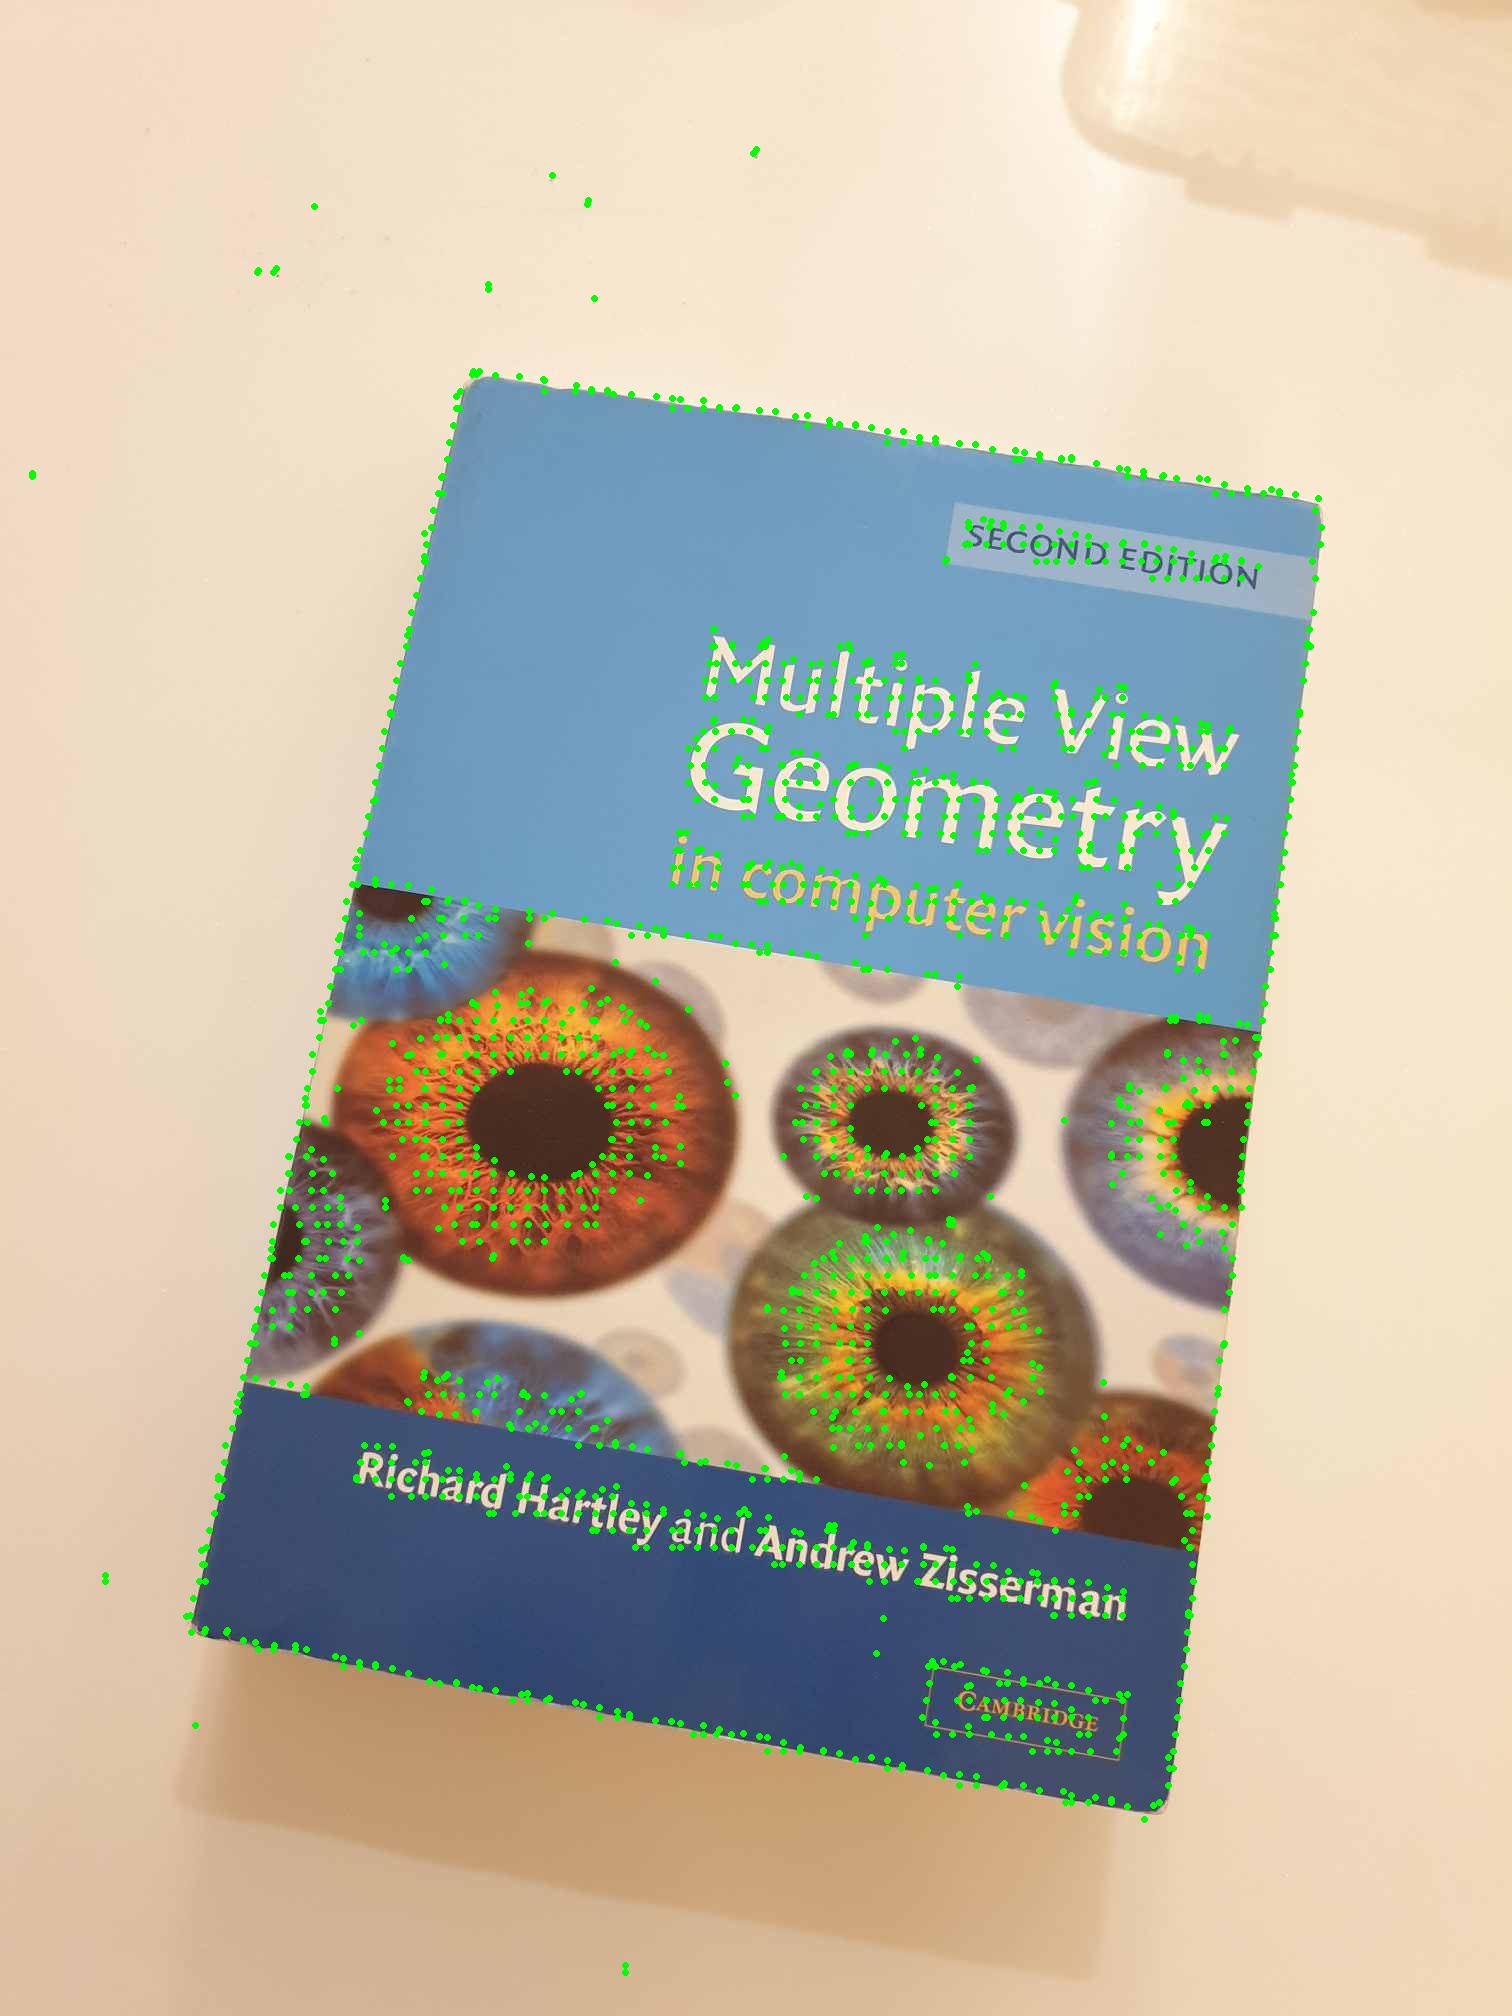 SECOND EDITION
Multiple View
Geometry
in computer vision
Richard Hartley and Andrew Zisserman
CAMBRIDGE